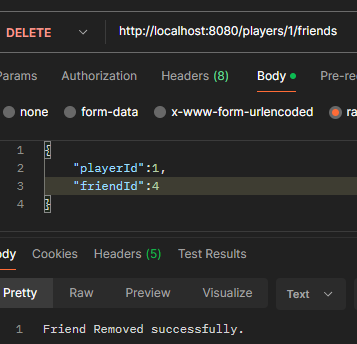 DELETE http://localhost:8080/players/1/friends
Params Authorization Headers (8) Body Pre-re
none form-data x-www-form-urlencoded ra
1 {
2 "playerId":1,
3 "friendId":4
4 }
ody Cookies Headers (5) Test Results
Pretty Raw Preview Visualize Text
1 Friend Removed successfully.